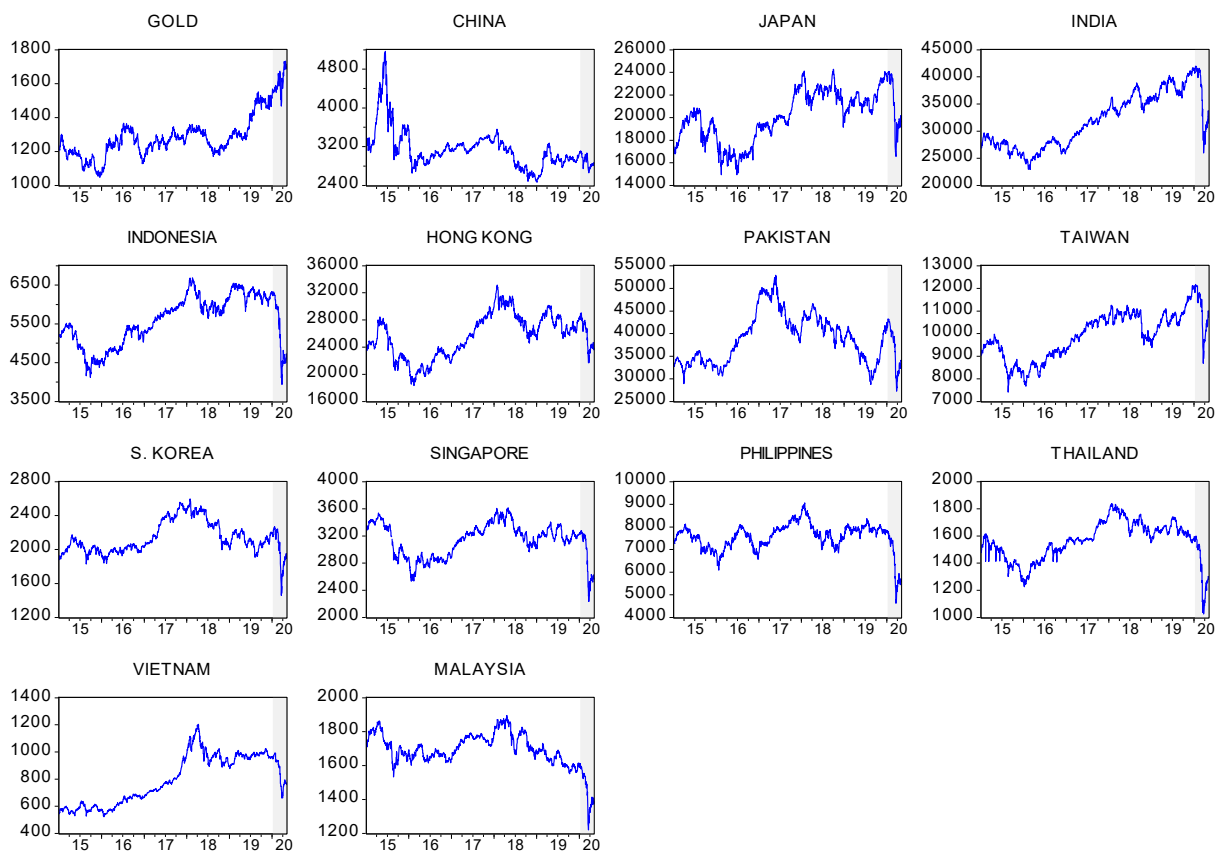 GOLD
1800
1600
1400
1200
1000
15 16 17 18 19 20
CHINA
4800
4000
3200
2400
15 16 17 18 19 20
JAPAN
26000
24000
22000
20000
18000
16000
14000
15 16 17 18 19 20
INDIA
45000
40000
35000
30000
25000
20000
15 16 17 18 19 20
INDONESIA
6500
5500
4500
3500
15 16 17 18 19 20
HONG KONG
36000
32000
28000
24000
20000
16000
15 16 17 18 19 20
PAKISTAN
55000
50000
45000
40000
35000
30000
25000
15 16 17 18 19 20
TAIWAN
13000
12000
11000
10000
9000
8000
7000
15 16 17 18 19 20
S. KOREA
2800
2400
2000
1600
1200
15 16 17 18 19 20
SINGAPORE
4000
3600
3200
2800
2400
2000
15 16 17 18 19 20
PHILIPPINES
10000
9000
8000
7000
6000
5000
4000
15 16 17 18 19 20
THAILAND
2000
1800
1600
1400
1200
1000
15 16 17 18 19 20
VIETNAM
1400
1200
1000
800
600
400
15 16 17 18 19 20
MALAYSIA
2000
1800
1600
1400
1200
15 16 17 18 19 20